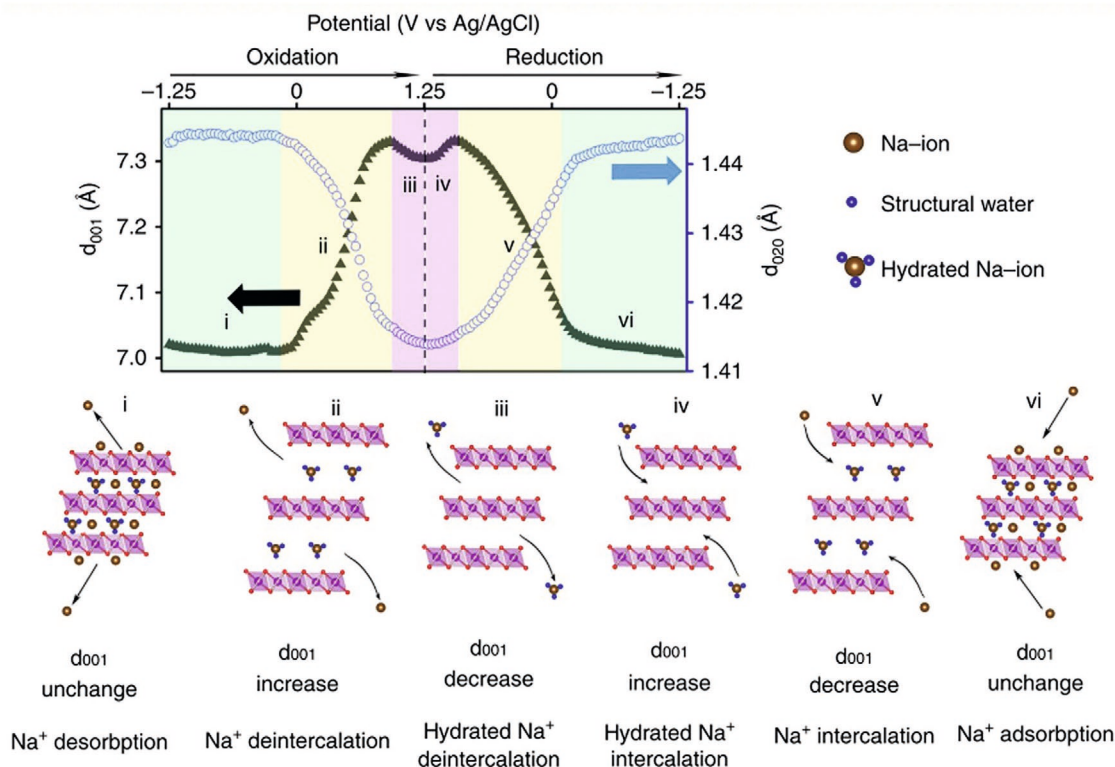 Potential (V vs Ag/AgCl)
Oxidation
Reduction
−1.25
0
1.25
0
−1.25
7.3
7.2
7.1
7.0
d001 (Å)
1.44
1.43
1.42
1.41
d020 (Å)
i
ii
iii
iv
v
vi
Na–ion
Structural water
Hydrated Na–ion
i
ii
iii
iv
v
vi
d001
unchange
Na+ desorbption
d001
increase
Na+ deintercalation
d001
decrease
Hydrated Na+
deintercalation
d001
increase
Hydrated Na+
intercalation
d001
decrease
Na+ intercalation
d001
unchange
Na+ adsorbption